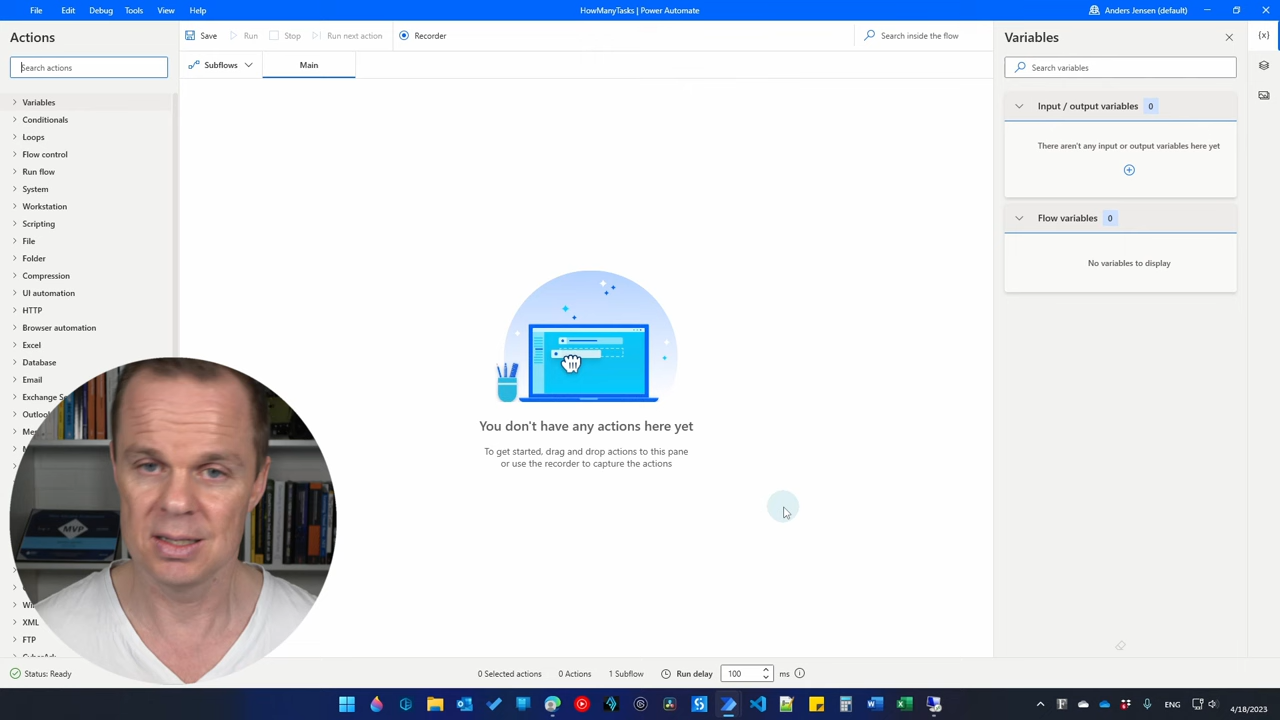 File Edit Debug Tools View Help
HowManyTasks | Power Automate
Anders Jensen (default)
Actions
Search actions
Variables
Conditionals
Loops
Flow control
Run flow
System
Workstation
Scripting
File
Folder
Compression
UI automation
HTTP
Browser automation
Excel
Database
Email
Exchange
Outloo
XML
FTP
Save Run Stop Run next action Recorder Search inside the flow
Subflows Main
You don't have any actions here yet
To get started, drag and drop actions to this pane
or use the recorder to capture the actions
Variables
{x}
Search variables
Input / output variables 0
There aren't any input or output variables here yet
Flow variables 0
No variables to display
MVP
Status: Ready 0 Selected actions 0 Actions 1 Subflow Run delay 100 ms
ENG 4/18/2023